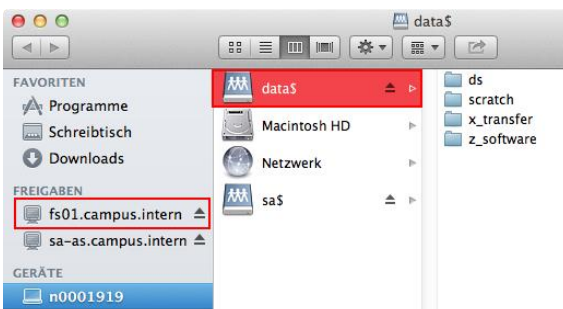 data$
FAVORITEN
Programme
Schreibtisch
Downloads
FREIGABEN
fs01.campus.intern
sa-as.campus.intern
GERÄTE
n0001919
data$
Macintosh HD
Netzwerk
sa$
ds
scratch
x_transfer
z_software